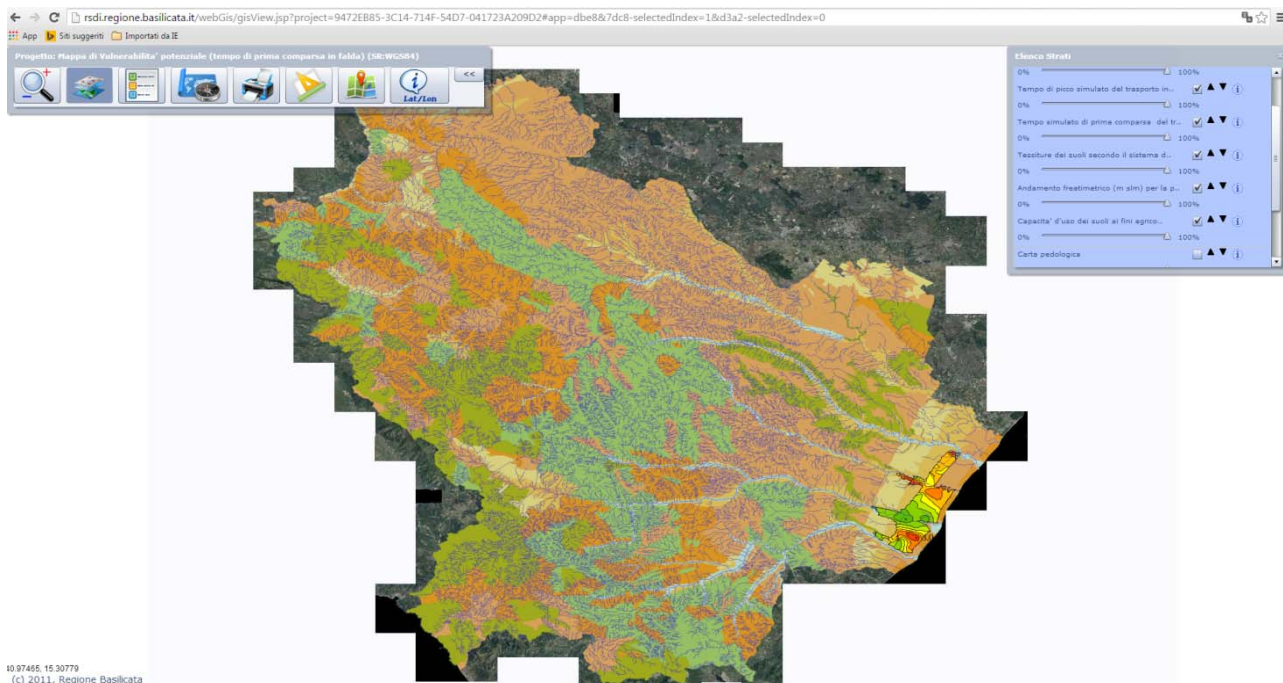 rsdi.regione.basilicata.it/webGis/gisView.jsp?project=9472EB85-3C14-714F-54D7-041723A209D2#app=dbe8&7dc8-selectedIndex=1&d3a2-selectedIndex=0
App Siti suggeriti Importati da IE
Progetto: Mappa di Vulnerabilita' potenziale (tempo di prima comparsa in falda) (SR:WGS84)
<<
Lat/Lon
Elenco Strati
0% 100%
Tempo di picco simulato del trasporto in..
0% 100%
Tempo simulato di prima comparsa del tr..
0% 100%
Tessiture dei suoli secondo il sistema d..
0% 100%
Andamento freatimetrico (m slm) per la p..
0% 100%
Capacita' d'uso dei suoli ai fini agrico..
0% 100%
Carta pedologica
40.97465, 15.30779
(c) 2011, Regione Basilicata